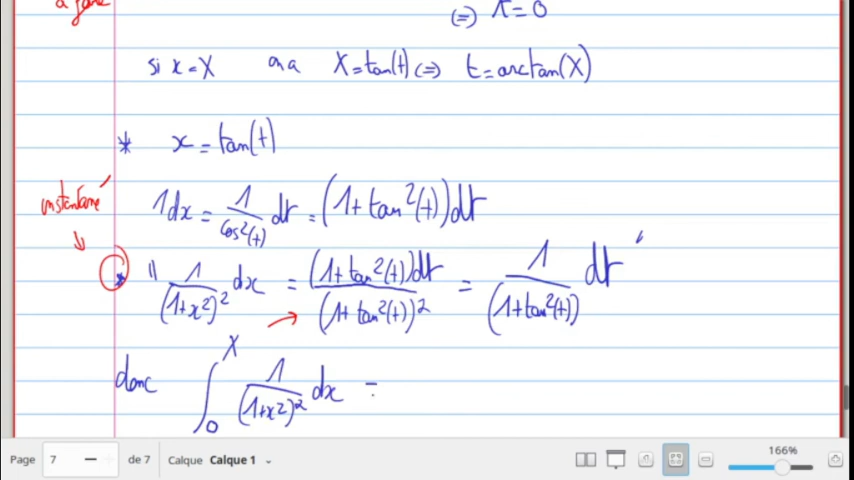 à faire
(=) t=0
si x=X on a X=tan(t) (=) t=arctan(X)
* x=tan(t)
instantané
1dx = 1/cos²(t) dt = (1+tan²(t))dt
* " 1/(1+x²)² dx = (1+tan²(t))dt/(1+tan²(t))² = 1/(1+tan²(t)) dt "
donc ∫₀^X 1/(1+x²)² dx =
166%
Page 7 de 7 Calque Calque 1